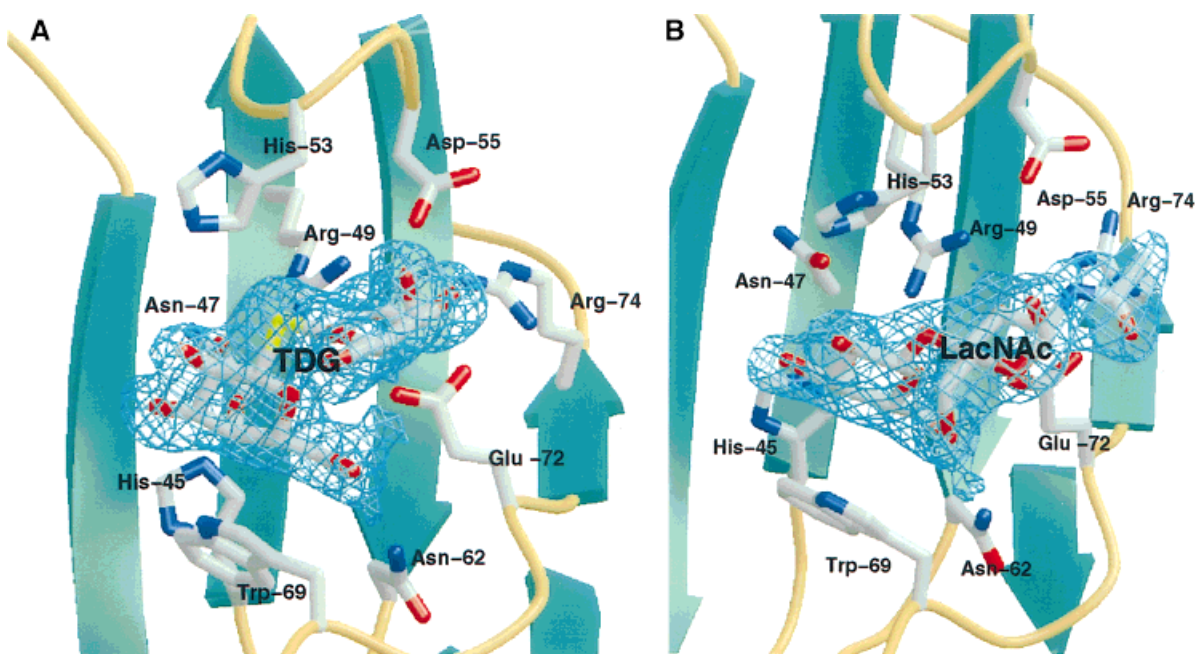 A
His–53
Asp–55
Arg–49
Asn–47
Arg–74
TDG
Glu –72
His–45
Asn–62
Trp–69
B
His–53
Asp–55
Arg–74
Arg–49
Asn–47
LacNAc
His–45
Glu –72
Trp–69
Asn–62